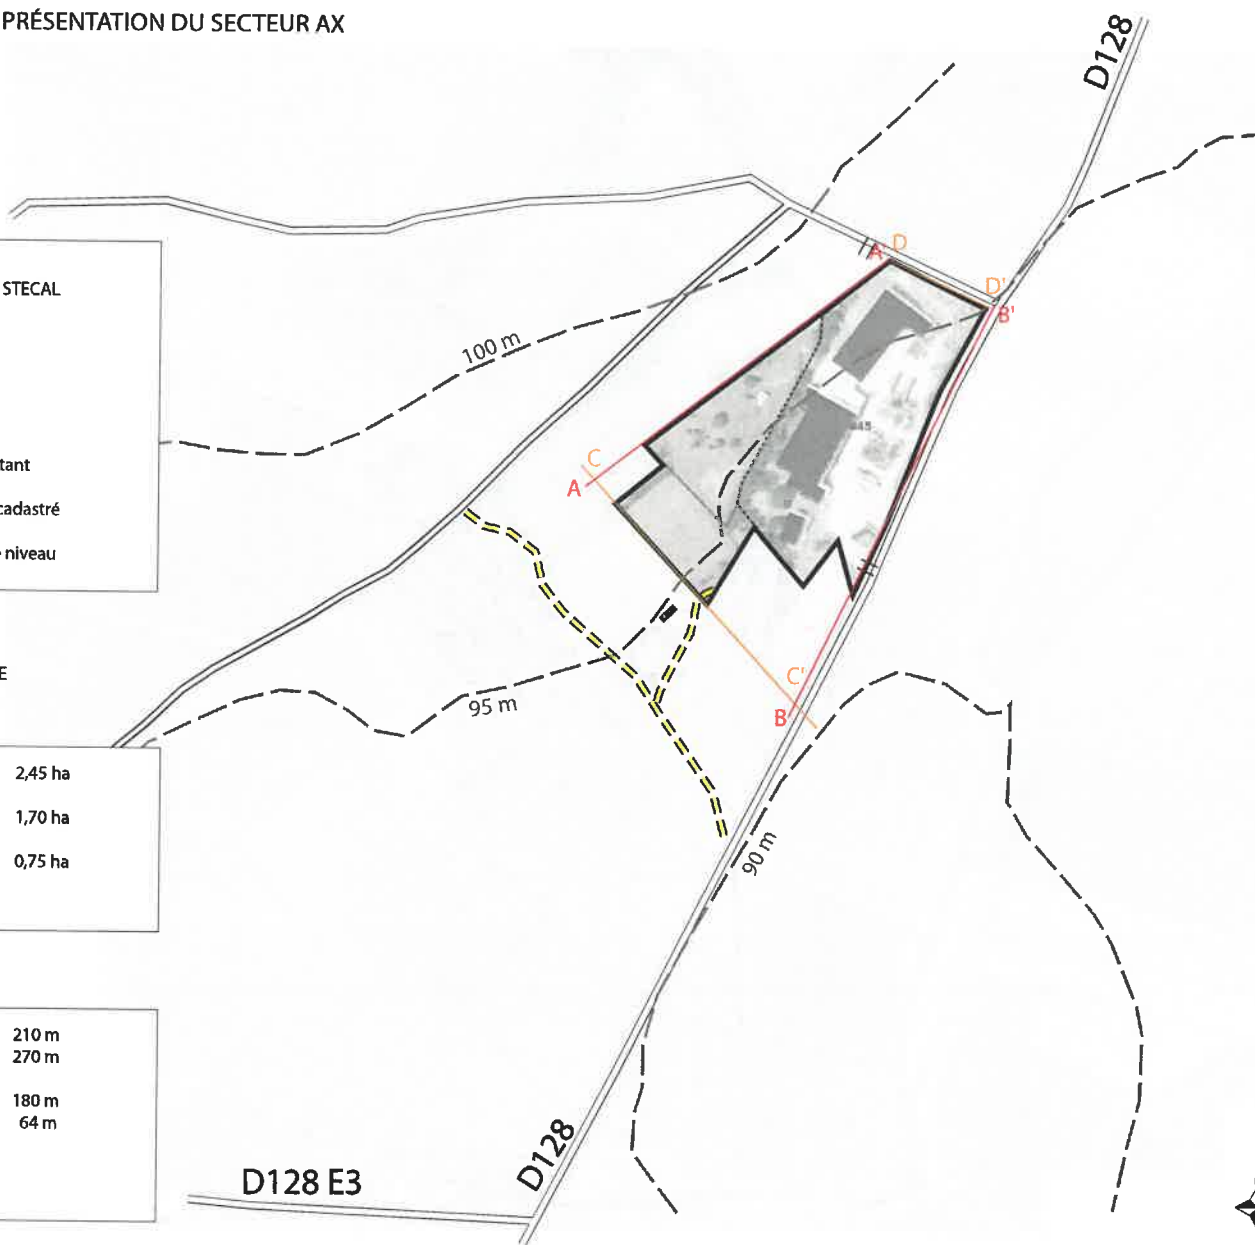 PRÉSENTATION DU SECTEUR AX
D128
STECAL
D
A'
D'
B'
100 m
445
tant
C
A
cadastré
niveau
E
95 m
C'
B
2,45 ha
1,70 ha
0,75 ha
90 m
210 m
270 m
180 m
64 m
D128
D128 E3